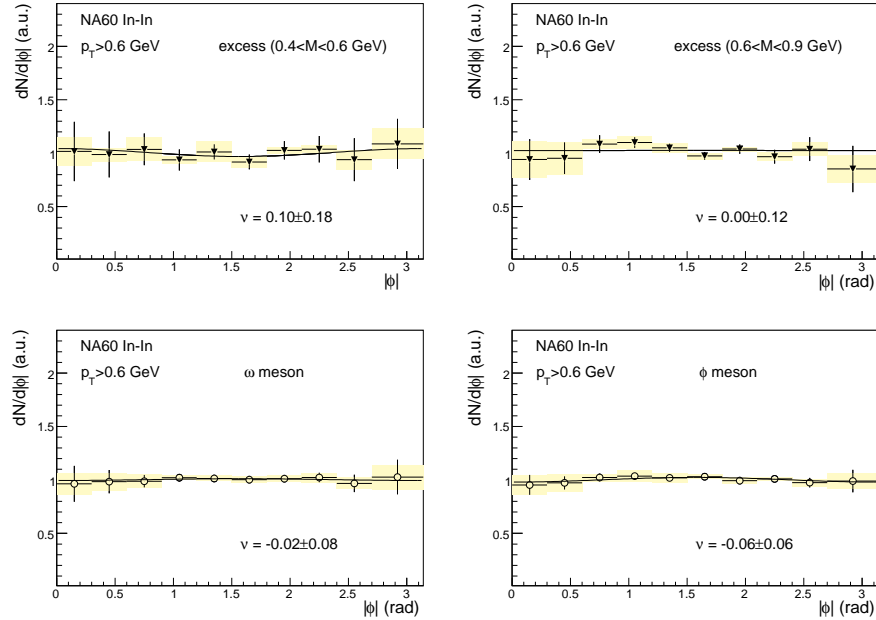 NA60 In-In
p_T>0.6 GeV
excess (0.4<M<0.6 GeV)
ν = 0.10±0.18
dN/d|ϕ| (a.u.)
2
1.5
1
0.5
0
0.5
1
1.5
2
2.5
3
|ϕ|
NA60 In-In
p_T>0.6 GeV
excess (0.6<M<0.9 GeV)
ν = 0.00±0.12
dN/d|ϕ| (a.u.)
2
1.5
1
0.5
0
0.5
1
1.5
2
2.5
3
|ϕ| (rad)
NA60 In-In
p_T>0.6 GeV
ω meson
ν = -0.02±0.08
dN/d|ϕ| (a.u.)
2
1.5
1
0.5
0
0.5
1
1.5
2
2.5
3
|ϕ| (rad)
NA60 In-In
p_T>0.6 GeV
ϕ meson
ν = -0.06±0.06
dN/d|ϕ| (a.u.)
2
1.5
1
0.5
0
0.5
1
1.5
2
2.5
3
|ϕ| (rad)